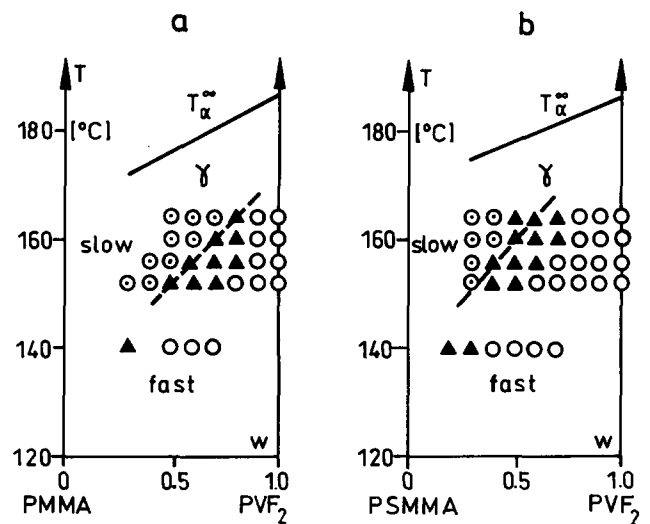 a
b
T
[°C]
T∞α
γ
slow
fast
w
180
160
140
120
0
0.5
1.0
PMMA
PVF2
T
[°C]
T∞α
γ
slow
fast
w
180
160
140
120
0
0.5
1.0
PSMMA
PVF2